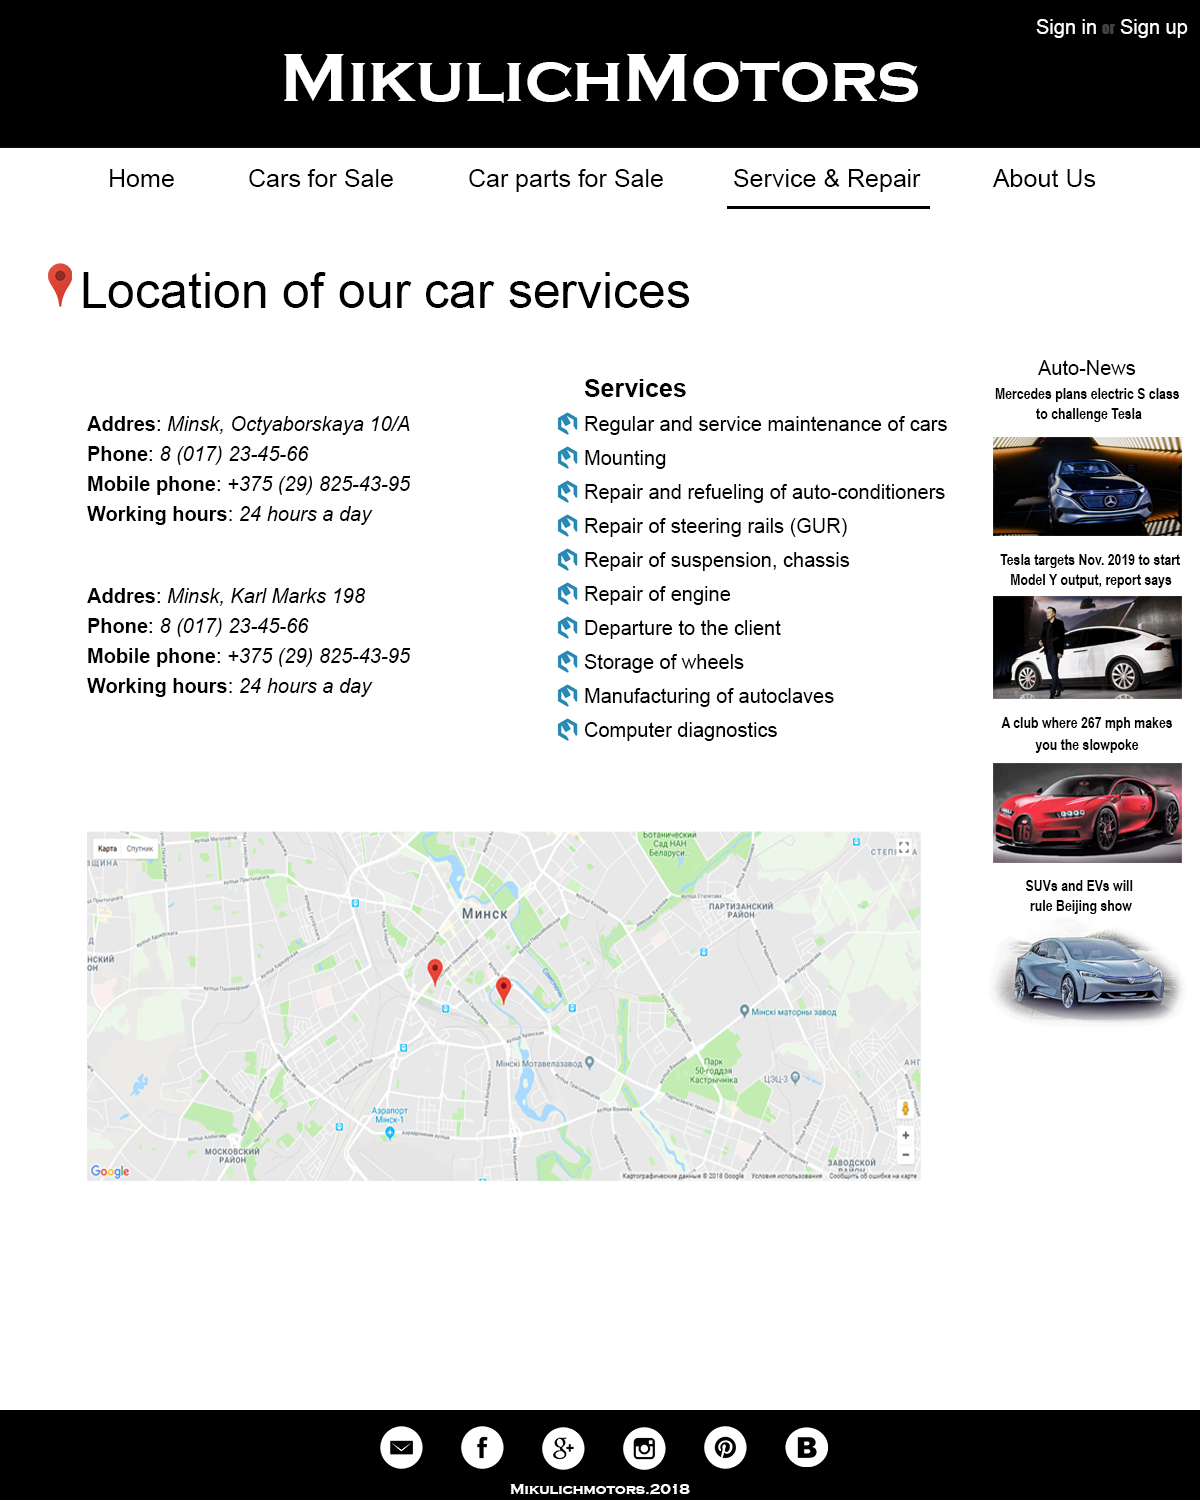 Sign in or Sign up
MIKULICHMOTORS
Home
Cars for Sale
Car parts for Sale
Service & Repair
About Us
Location of our car services
Addres: Minsk, Octyaborskaya 10/A
Phone: 8 (017) 23-45-66
Mobile phone: +375 (29) 825-43-95
Working hours: 24 hours a day
Addres: Minsk, Karl Marks 198
Phone: 8 (017) 23-45-66
Mobile phone: +375 (29) 825-43-95
Working hours: 24 hours a day
Services
Regular and service maintenance of cars
Mounting
Repair and refueling of auto-conditioners
Repair of steering rails (GUR)
Repair of suspension, chassis
Repair of engine
Departure to the client
Storage of wheels
Manufacturing of autoclaves
Computer diagnostics
Auto-News
Mercedes plans electric S class
to challenge Tesla
Tesla targets Nov. 2019 to start
Model Y output, report says
A club where 267 mph makes
you the slowpoke
16
SUVs and EVs will
rule Beijing show
Карта
Спутник
Ботанический
Сад НАН
Беларуси...
МИНСК
ПАРТИЗАНСКИЙ
РАЙОН
Мінскі маторны завод
Мінскі Мотавелазавод
Парк
50-годдзя
Кастрычніка
ЦЭЦ-3
Аэрапорт
Мінск-1
МОСКОВСКИЙ
РАЙОН
ЗАВОДСКОЙ
РАЙОН
Google
Картографические данные © 2018 Google
Условия использования
Сообщить об ошибке на карте
MIKULICHMOTORS.2018